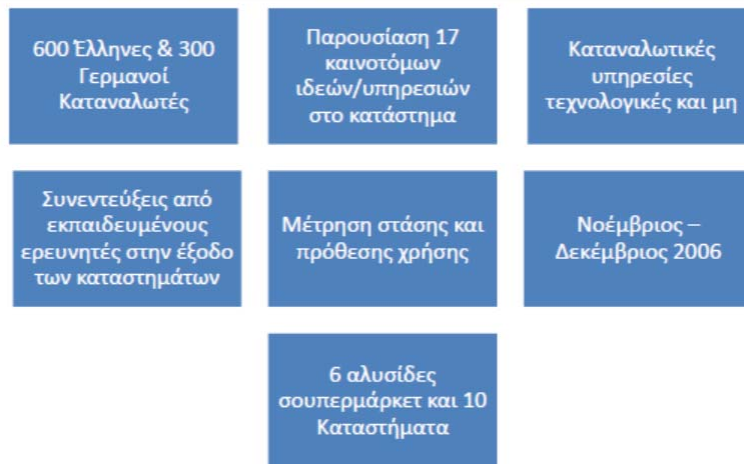 600 Έλληνες & 300
Γερμανοί
Καταναλωτές
Παρουσίαση 17
καινοτόμων
ιδεών/υπηρεσιών
στο κατάστημα
Καταναλωτικές
υπηρεσίες
τεχνολογικές και μη
Συνεντεύξεις από
εκπαιδευμένους
ερευνητές στην έξοδο
των καταστημάτων
Μέτρηση στάσης και
πρόθεσης χρήσης
Νοέμβριος –
Δεκέμβριος 2006
6 αλυσίδες
σουπερμάρκετ και 10
Καταστήματα